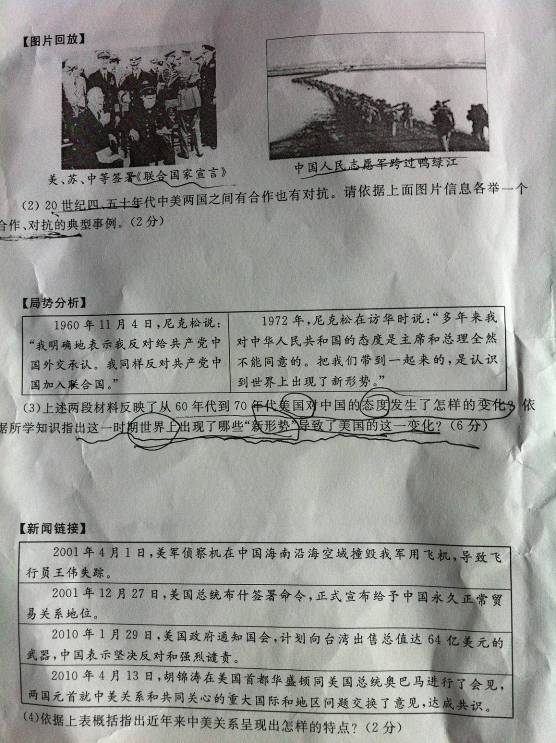 【图片回放】
美、苏、中等签署《联合国家宣言》
中国人民志愿军跨过鸭绿江
(2)20世纪四、五十年代中美两国之间有合作也有对抗。请依据上面图片信息各举一个
合作、对抗的典型事例。(2分)
【局势分析】
1960年11月4日,尼克松说:
“我明确地表示我反对给共产党中
国外交承认。我同样反对共产党中
国加入联合国。”
1972年,尼克松在访华时说:“多年来我
对中华人民共和国的态度是主席和总理全然
不能同意的。把我们带到一起来的,是认识
到世界上出现了新形势。”
(3)上述两段材料反映了从60年代到70年代美国对中国的态度发生了怎样的变化?依
据所学知识指出这一时期世界上出现了哪些“新形势”导致了美国的这一变化?(6分)
【新闻链接】
2001年4月1日,美军侦察机在中国海南沿海空域撞毁我军用飞机,导致飞
行员王伟失踪。
2001年12月27日,美国总统布什签署命令,正式宣布给予中国永久正常贸
易关系地位。
2010年1月29日,美国政府通知国会,计划向台湾出售总值达64亿美元的
武器,中国表示坚决反对和强烈谴责。
2010年4月13日,胡锦涛在美国首都华盛顿同美国总统奥巴马进行了会见,
两国元首就中美关系和共同关心的重大国际和地区问题交换了意见,达成共识。
(4)依据上表概括指出近年来中美关系呈现出怎样的特点?(2分)